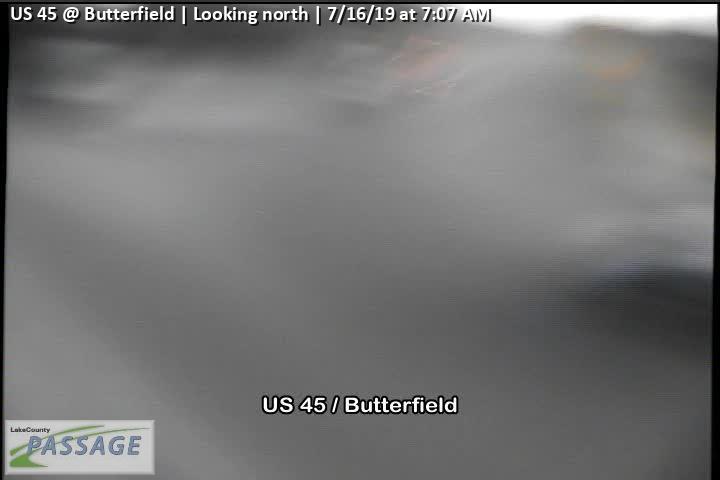 US 45 @ Butterfield | Looking north | 7/16/19 at 7:07 AM
US 45 / Butterfield
LakeCounty
PASSAGE